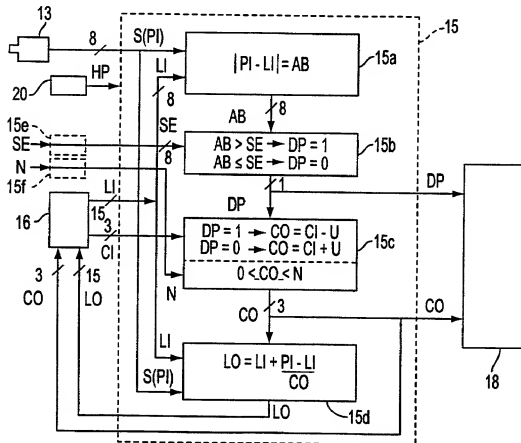 13
8
S(PI)
15
LI
|PI - LI| = AB
15a
20
HP
8
AB
8
15e
SE
SE
8
AB > SE → DP = 1
AB ≤ SE → DP = 0
15b
N
15f
1
DP
DP
LI
15
16
3
CI
DP = 1 → CO = CI - U
DP = 0 → CO = CI + U
15c
0 ≤ CO ≤ N
3
15
CO
LO
N
3
CO
CO
LI
LO = LI + PI - LI
CO
S(PI)
LO
15d
18